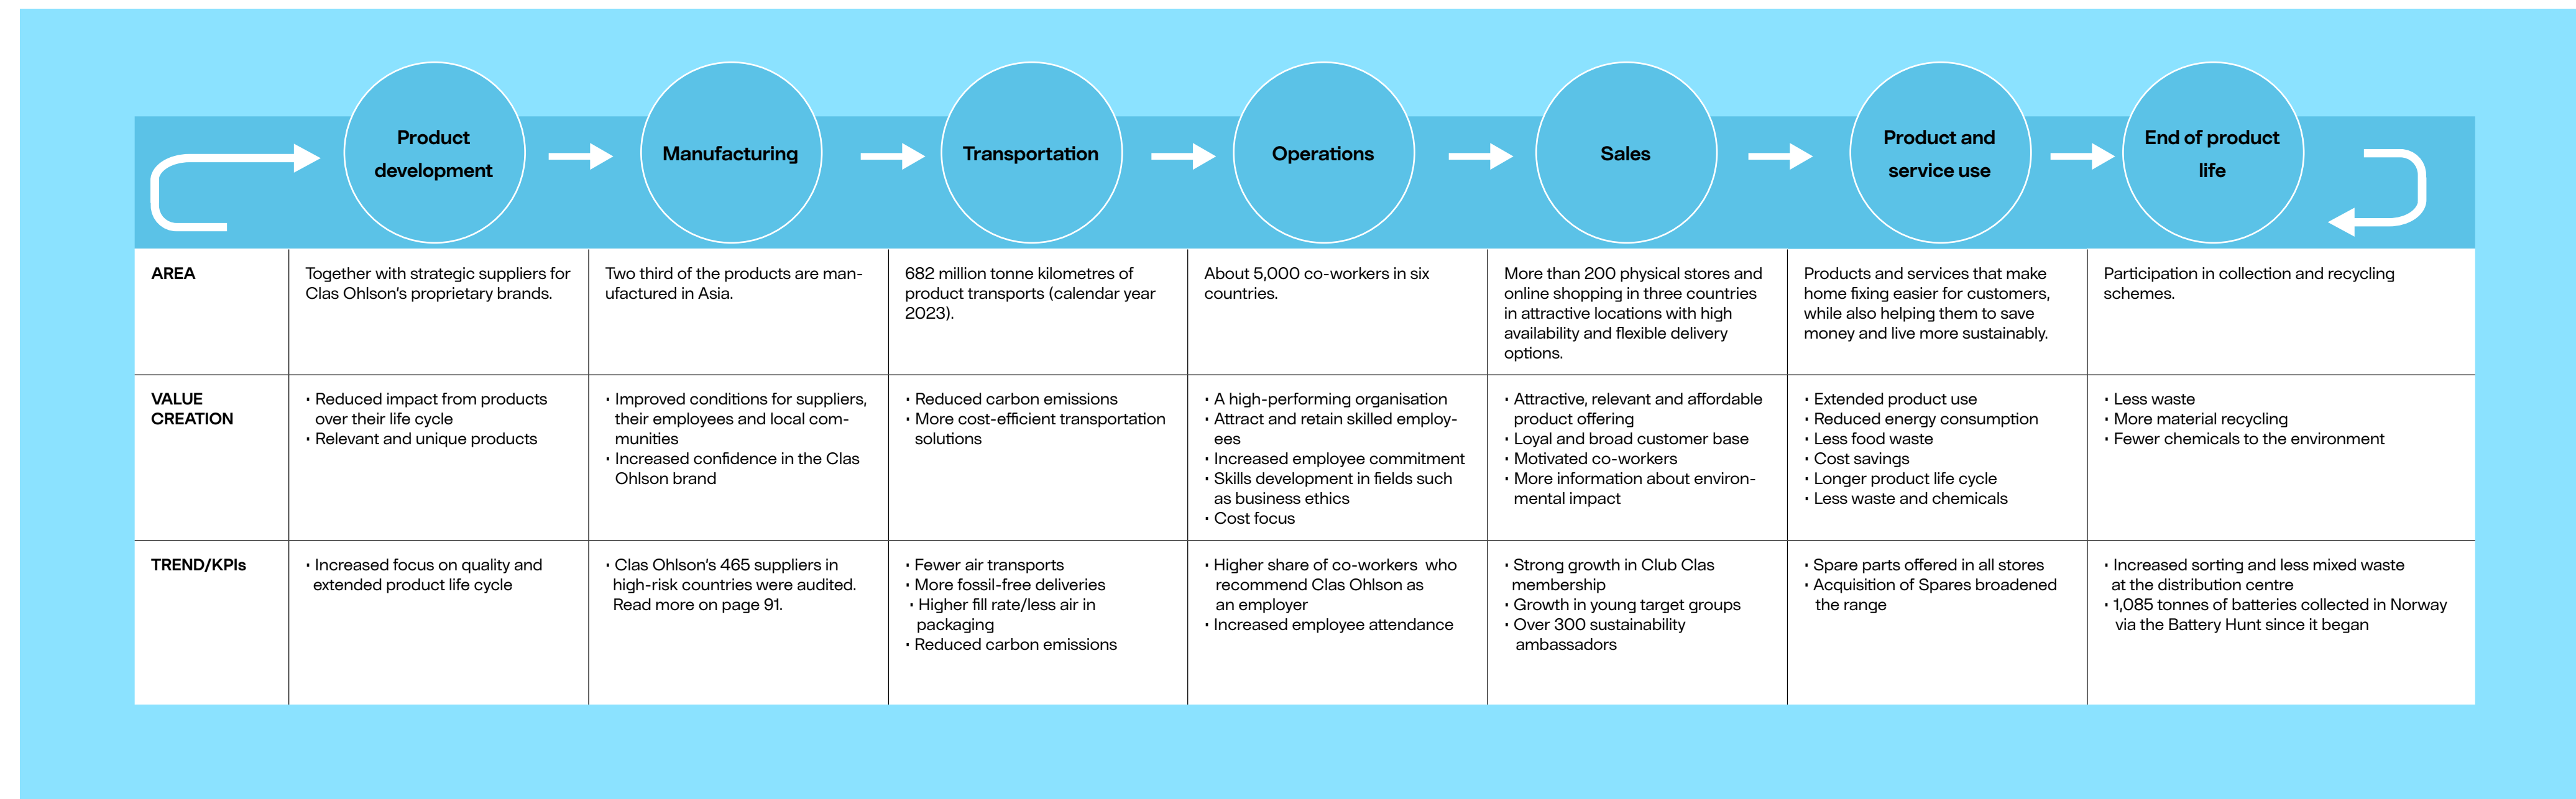 Product
development
Manufacturing
Transportation
Operations
Sales
Product and
service use
End of product
life
AREA
Together with strategic suppliers for
Clas Ohlson’s proprietary brands.
Two third of the products are man-
ufactured in Asia.
682 million tonne kilometres of
product transports (calendar year
2023).
About 5,000 co-workers in six
countries.
More than 200 physical stores and
online shopping in three countries
in attractive locations with high
availability and flexible delivery
options.
Products and services that make
home fixing easier for customers,
while also helping them to save
money and live more sustainably.
Participation in collection and recycling
schemes.
VALUE
CREATION
· Reduced impact from products
over their life cycle
· Relevant and unique products
· Improved conditions for suppliers,
their employees and local com-
munities
· Increased confidence in the Clas
Ohlson brand
· Reduced carbon emissions
· More cost-efficient transportation
solutions
· A high-performing organisation
· Attract and retain skilled employ-
ees
· Increased employee commitment
· Skills development in fields such
as business ethics
· Cost focus
· Attractive, relevant and affordable
product offering
· Loyal and broad customer base
· Motivated co-workers
· More information about environ-
mental impact
· Extended product use
· Reduced energy consumption
· Less food waste
· Cost savings
· Longer product life cycle
· Less waste and chemicals
· Less waste
· More material recycling
· Fewer chemicals to the environment
TREND/KPIs
· Increased focus on quality and
extended product life cycle
· Clas Ohlson’s 465 suppliers in
high-risk countries were audited.
Read more on page 91.
· Fewer air transports
· More fossil-free deliveries
· Higher fill rate/less air in
packaging
· Reduced carbon emissions
· Higher share of co-workers who
recommend Clas Ohlson as
an employer
· Increased employee attendance
· Strong growth in Club Clas
membership
· Growth in young target groups
· Over 300 sustainability
ambassadors
· Spare parts offered in all stores
· Acquisition of Spares broadened
the range
· Increased sorting and less mixed waste
at the distribution centre
· 1,085 tonnes of batteries collected in Norway
via the Battery Hunt since it began